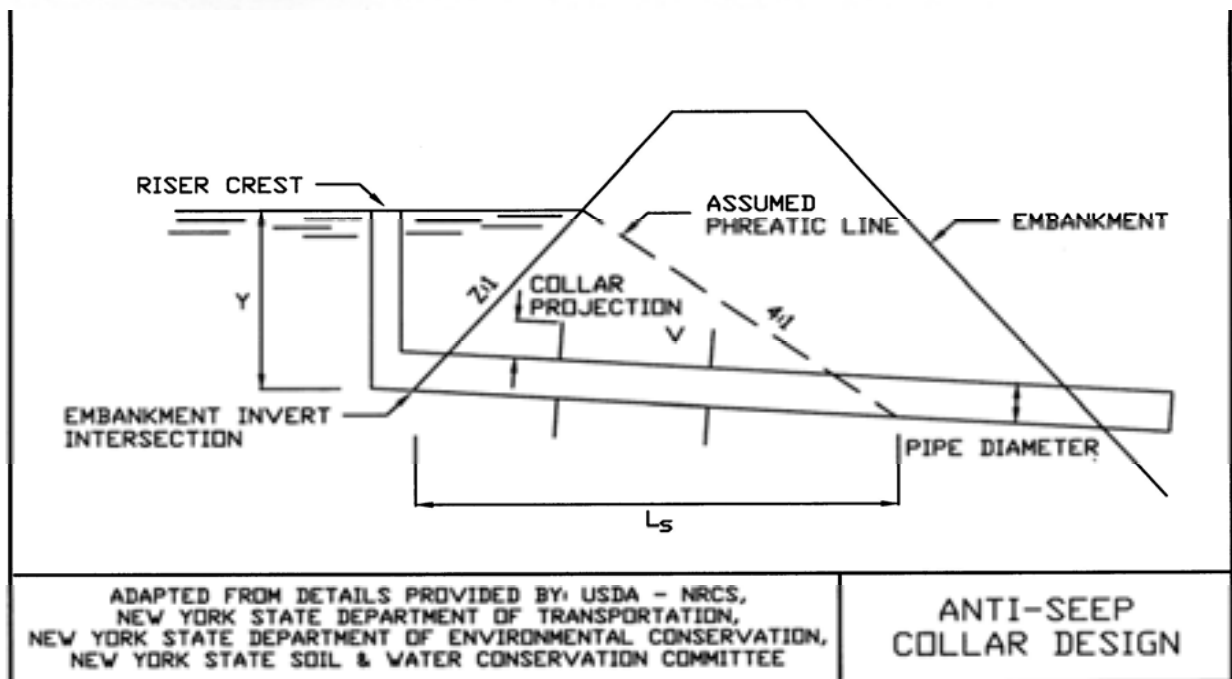 RISER CREST
ASSUMED
PHREATIC LINE
EMBANKMENT
Y
2:1
COLLAR
PROJECTION
V
4:1
EMBANKMENT INVERT
INTERSECTION
PIPE DIAMETER
LS
ADAPTED FROM DETAILS PROVIDED BY: USDA - NRCS,
NEW YORK STATE DEPARTMENT OF TRANSPORTATION,
NEW YORK STATE DEPARTMENT OF ENVIRONMENTAL CONSERVATION,
NEW YORK STATE SOIL & WATER CONSERVATION COMMITTEE
ANTI-SEEP
COLLAR DESIGN